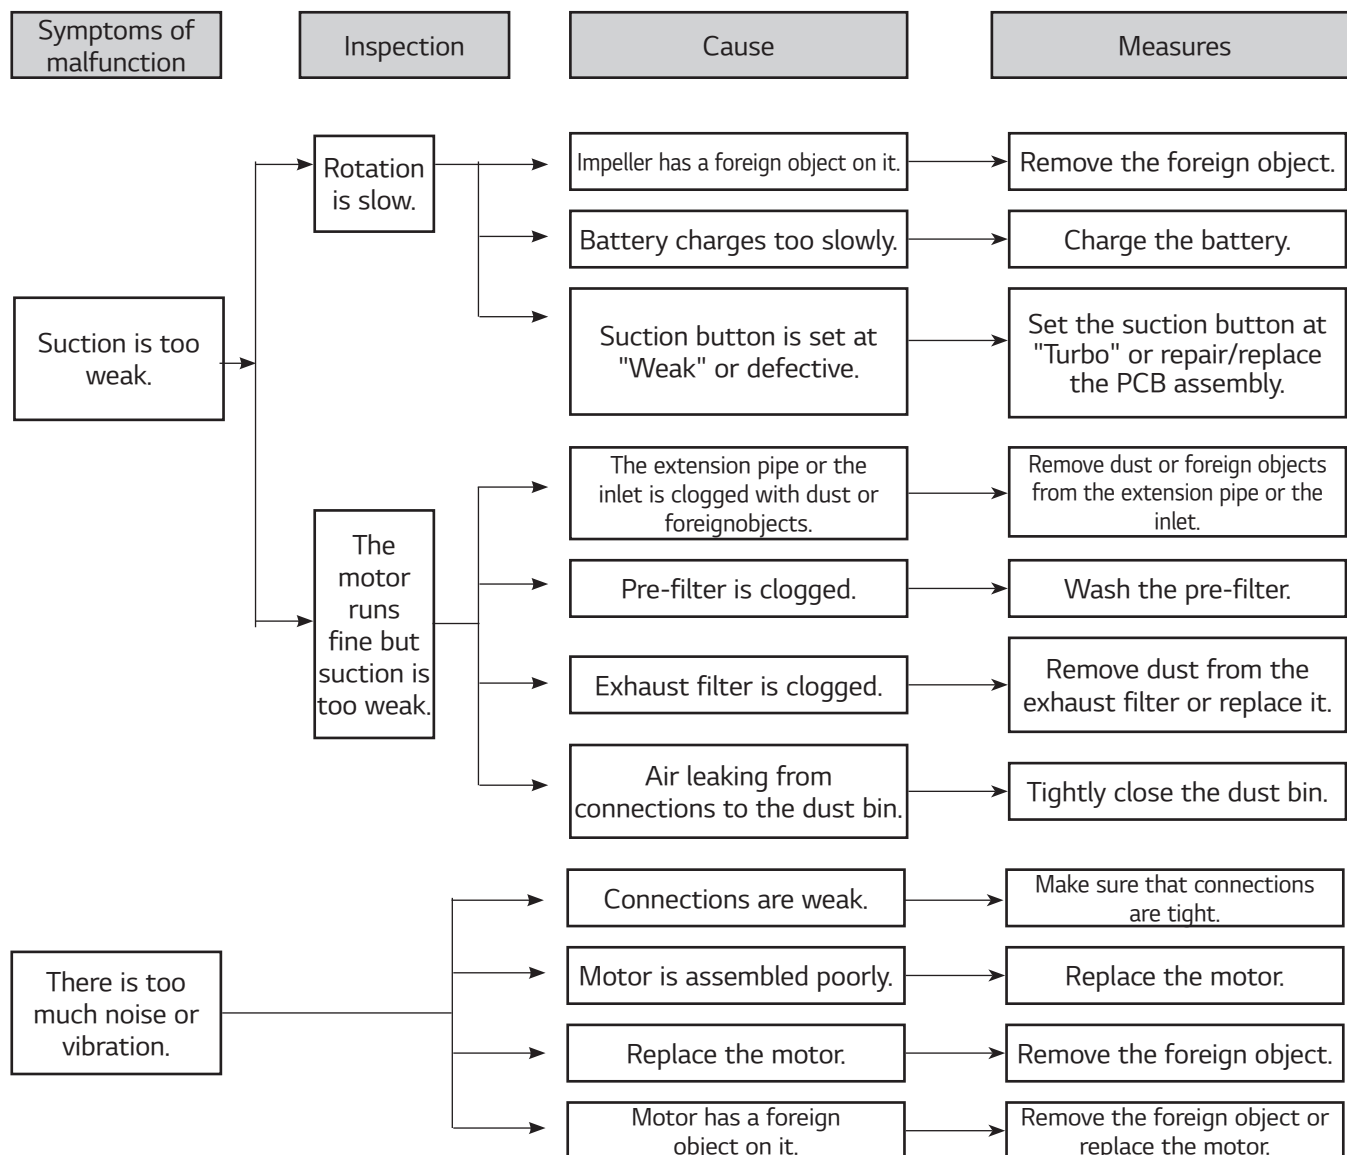 Symptoms of
malfunction
Inspection
Cause
Measures
Suction is too
weak.
Rotation
is slow.
Impeller has a foreign object on it.
Remove the foreign object.
Battery charges too slowly.
Charge the battery.
Suction button is set at
"Weak" or defective.
Set the suction button at
"Turbo" or repair/replace
the PCB assembly.
The
motor
runs
fine but
suction is
too weak.
The extension pipe or the
inlet is clogged with dust or
foreignobjects.
Remove dust or foreign objects
from the extension pipe or the
inlet.
Pre-filter is clogged.
Wash the pre-filter.
Exhaust filter is clogged.
Remove dust from the
exhaust filter or replace it.
Air leaking from
connections to the dust bin.
Tightly close the dust bin.
There is too
much noise or
vibration.
Connections are weak.
Make sure that connections
are tight.
Motor is assembled poorly.
Replace the motor.
Replace the motor.
Remove the foreign object.
Motor has a foreign
object on it.
Remove the foreign object or
replace the motor.